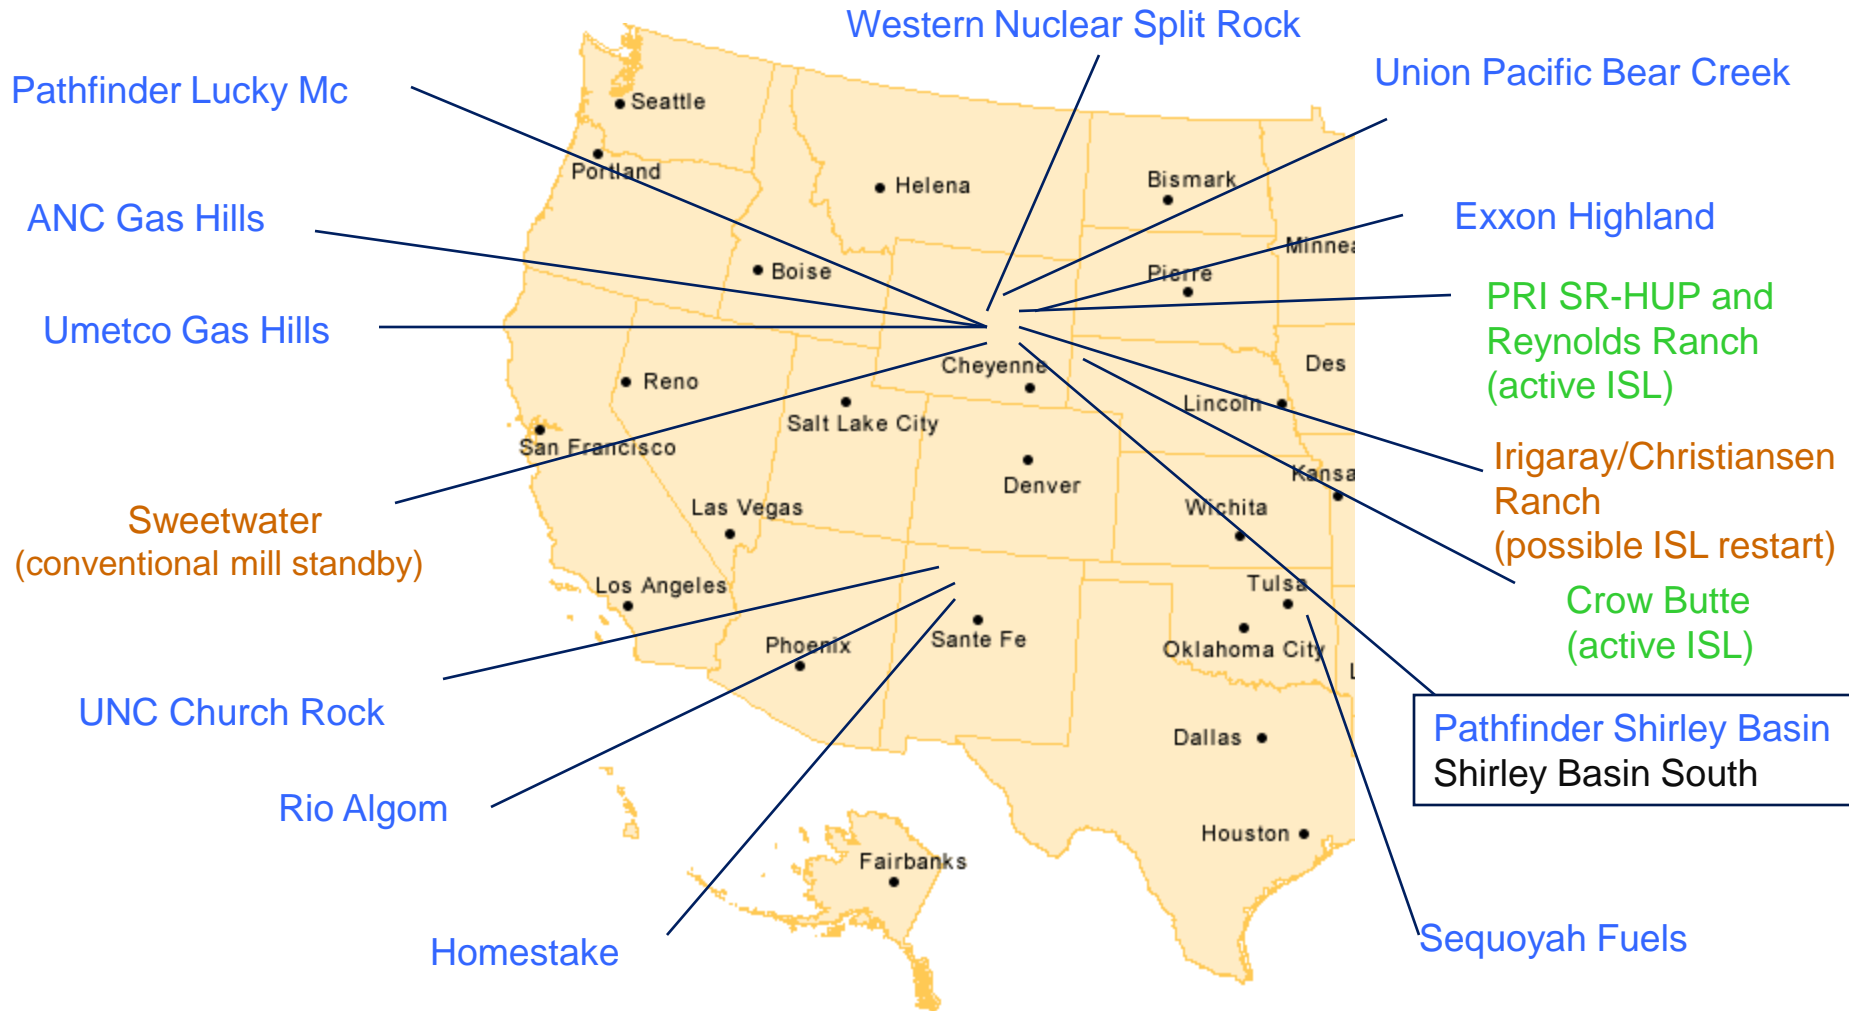 Western Nuclear Split Rock
Union Pacific Bear Creek
Pathfinder Lucky Mc
Seattle
Portland
Helena
Bismark
ANC Gas Hills
Exxon Highland
Minnea
Boise
Pierre
PRI SR-HUP and
Reynolds Ranch
(active ISL)
Umetco Gas Hills
Cheyenne
Des
Reno
Salt Lake City
Lincoln
San Francisco
Denver
Kansa
Irigaray/Christiansen
Ranch
(possible ISL restart)
Las Vegas
Wichita
Sweetwater
(conventional mill standby)
Los Angeles
Tulsa
Crow Butte
(active ISL)
Phoenix
Sante Fe
Oklahoma City
L
UNC Church Rock
Dallas
Pathfinder Shirley Basin
Shirley Basin South
Rio Algom
Houston
Fairbanks
Homestake
Sequoyah Fuels